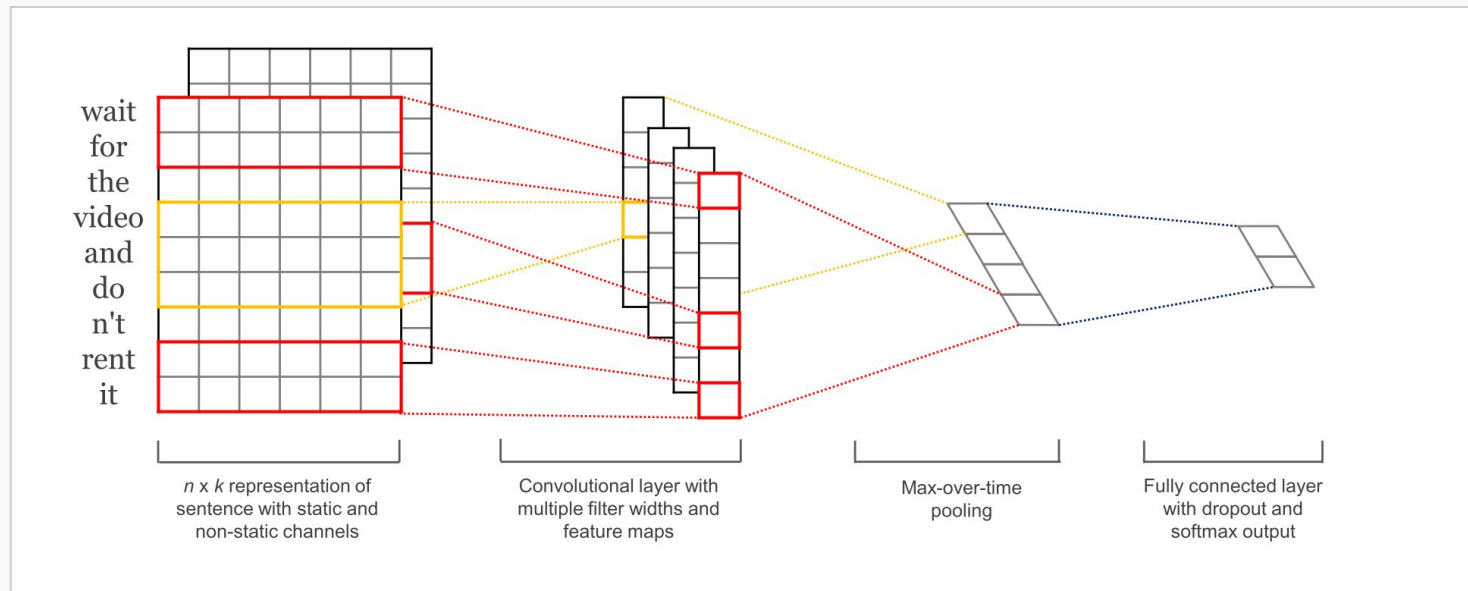 wait
for
the
video
and
do
n't
rent
it
n x k representation of
sentence with static and
non-static channels
Convolutional layer with
multiple filter widths and
feature maps
Max-over-time
pooling
Fully connected layer
with dropout and
softmax output